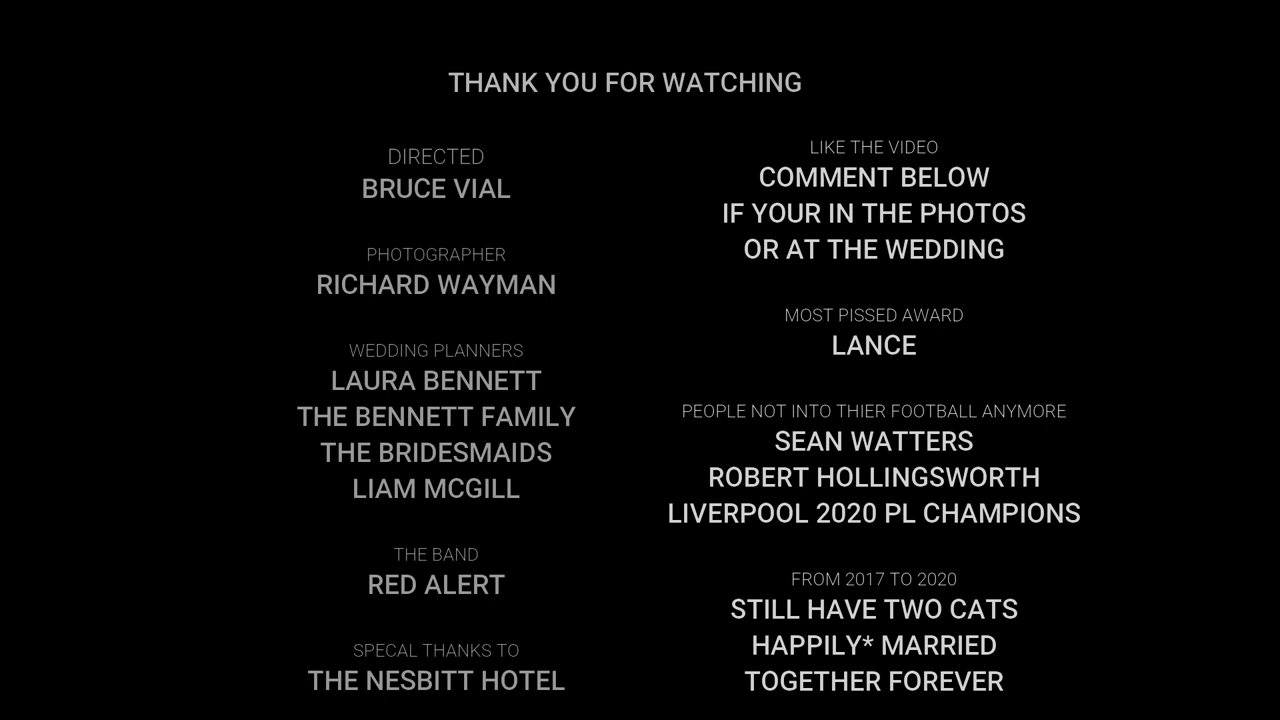 THANK YOU FOR WATCHING
DIRECTED
BRUCE VIAL
PHOTOGRAPHER
RICHARD WAYMAN
WEDDING PLANNERS
LAURA BENNETT
THE BENNETT FAMILY
THE BRIDESMAIDS
LIAM MCGILL
THE BAND
RED ALERT
SPECAL THANKS TO
THE NESBITT HOTEL
LIKE THE VIDEO
COMMENT BELOW
IF YOUR IN THE PHOTOS
OR AT THE WEDDING
MOST PISSED AWARD
LANCE
PEOPLE NOT INTO THIER FOOTBALL ANYMORE
SEAN WATTERS
ROBERT HOLLINGSWORTH
LIVERPOOL 2020 PL CHAMPIONS
FROM 2017 TO 2020
STILL HAVE TWO CATS
HAPPILY* MARRIED
TOGETHER FOREVER